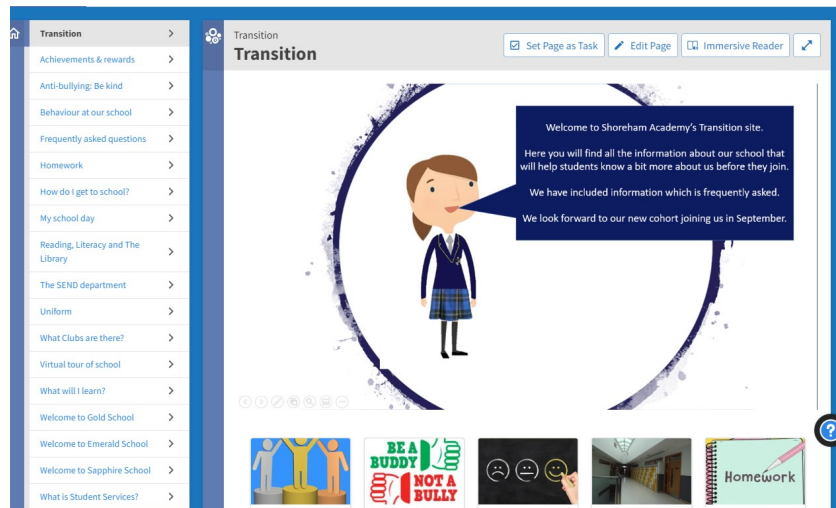 Transition
Achievements & rewards
Anti-bullying: Be kind
Behaviour at our school
Frequently asked questions
Homework
How do I get to school?
My school day
Reading, Literacy and The
Library
The SEND department
Uniform
What Clubs are there?
Virtual tour of school
What will I learn?
Welcome to Gold School
Welcome to Emerald School
Welcome to Sapphire School
What is Student Services?
Transition
Transition
Set Page as Task
Edit Page
Immersive Reader
Welcome to Shoreham Academy's Transition site.
Here you will find all the information about our school that
will help students know a bit more about us before they join.
We have included information which is frequently asked.
We look forward to our new cohort joining us in September.
?
BE A
BUDDY
NOT A
BULLY
Homework